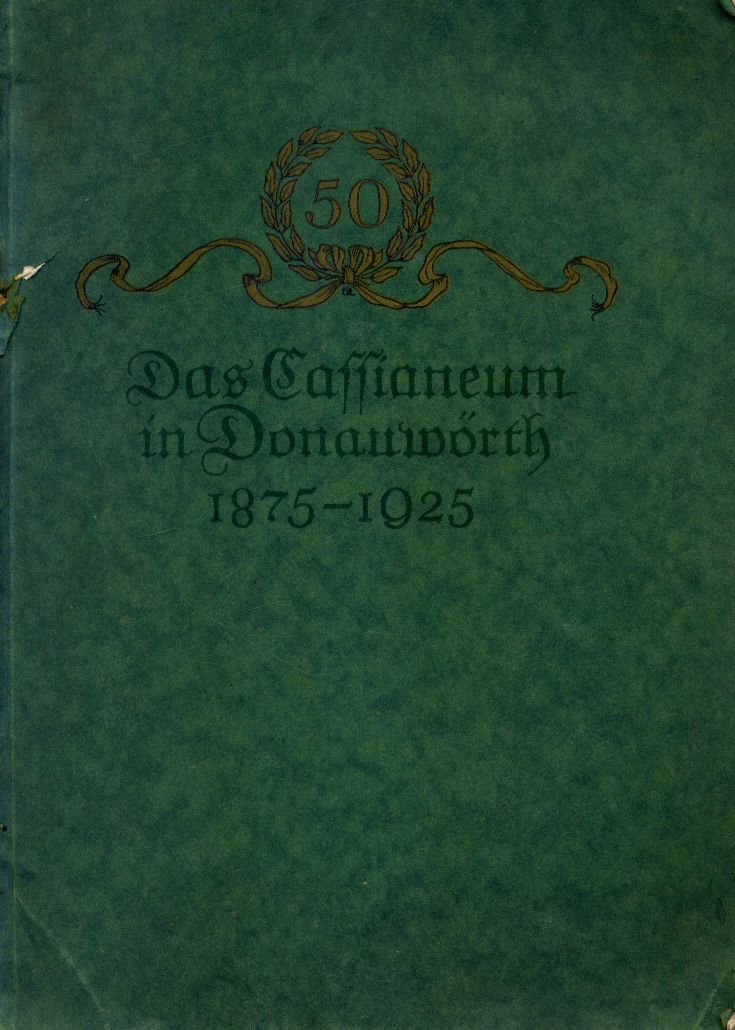 50
Das Cassianeum
in Donauwörth
1875–1925